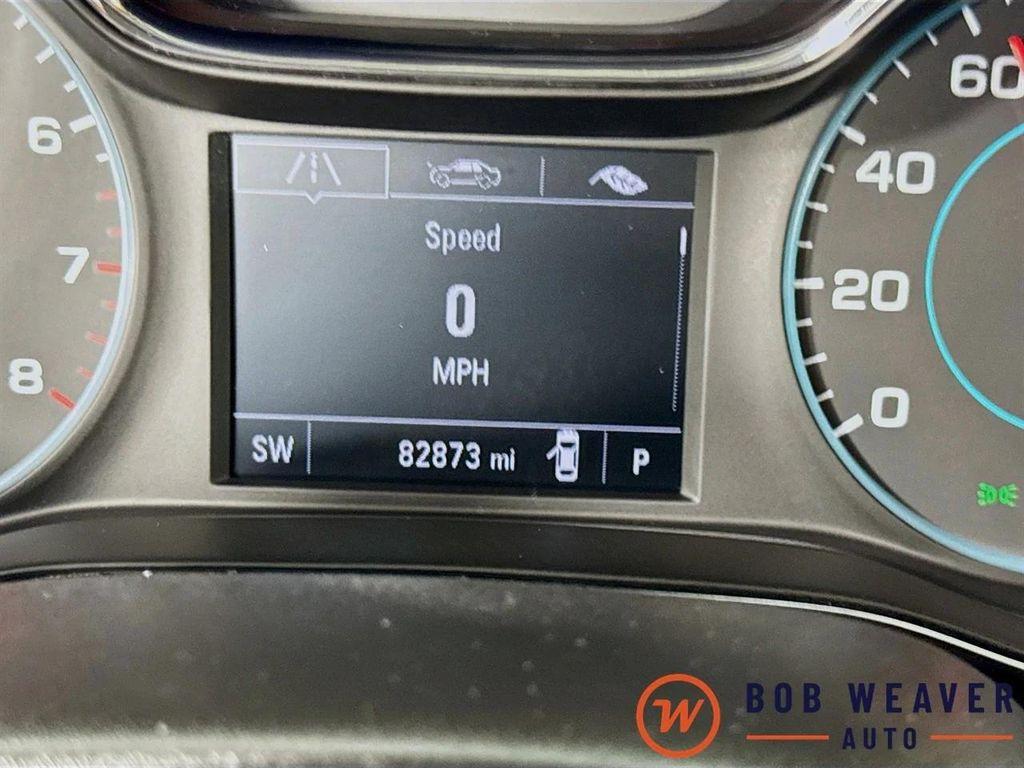 6
7
8
Speed
0
MPH
SW 82873 mi P
60
40
20
0
W BOB WEAVER
AUTO